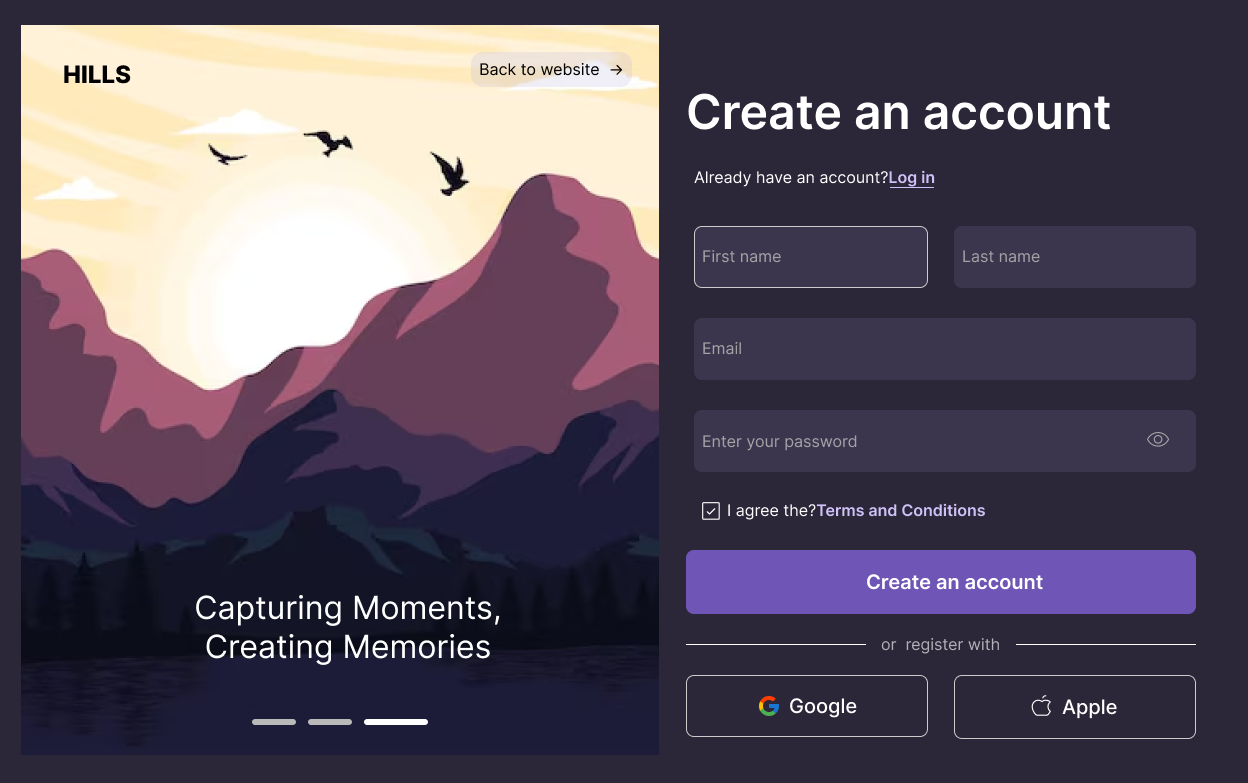 HILLS
Back to website →
Capturing Moments,
Creating Memories
Create an account
Already have an account?Log in
First name
Last name
Email
Enter your password
I agree the?Terms and Conditions
Create an account
or register with
Google
Apple